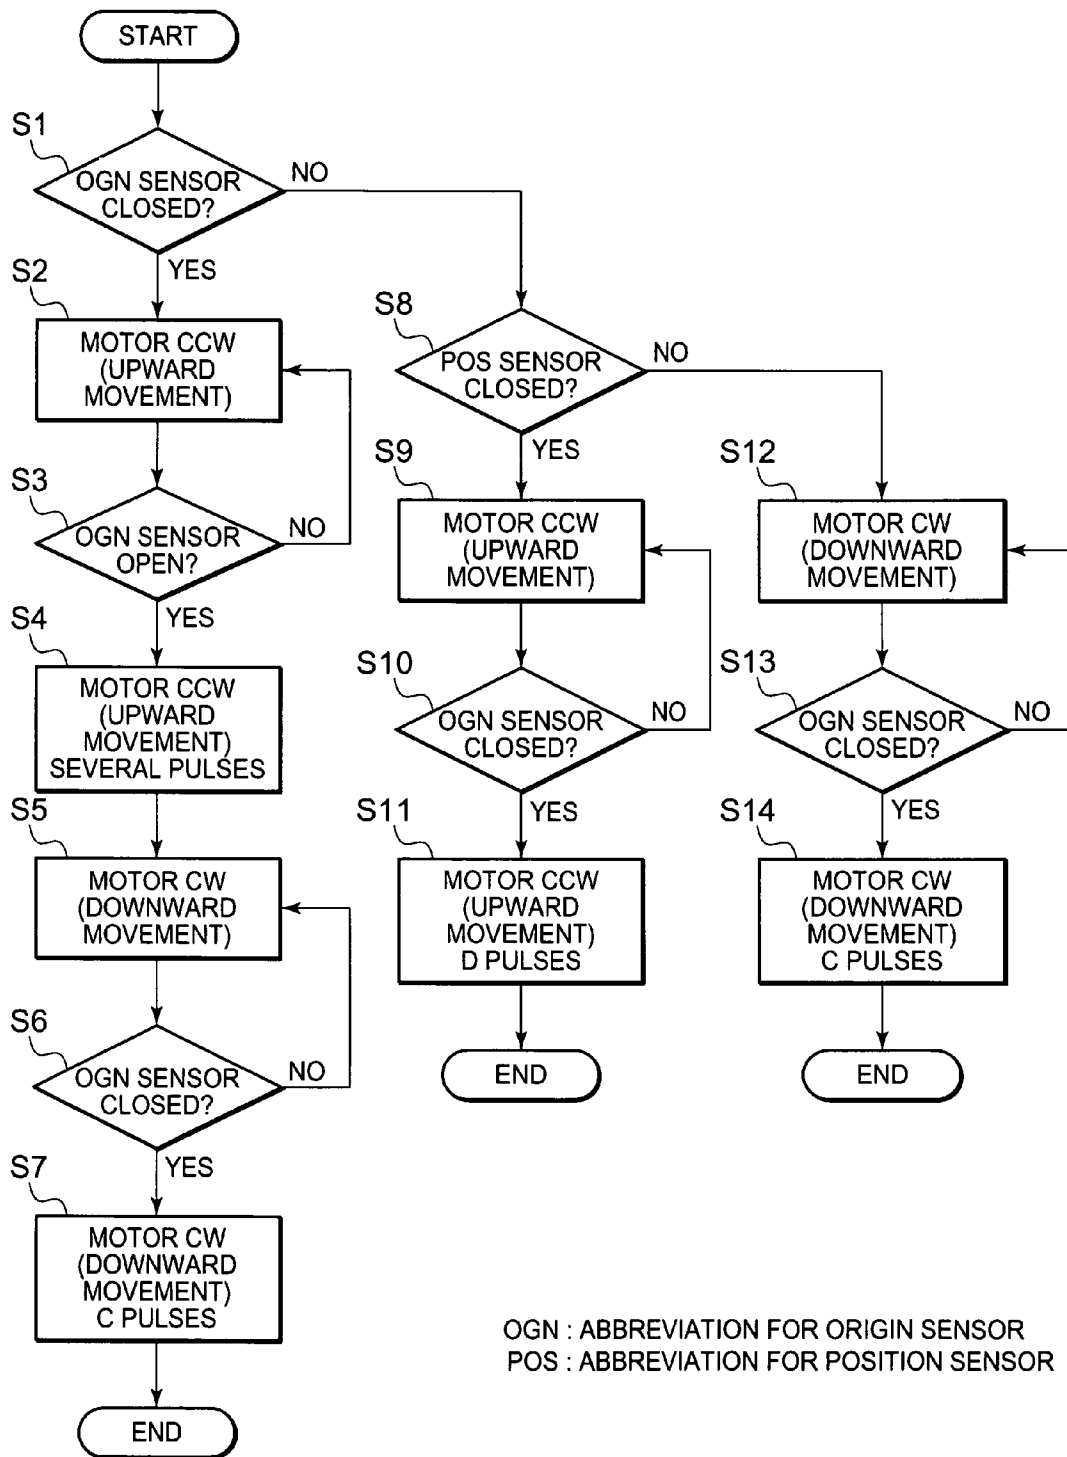 START
S1
OGN SENSOR
CLOSED?
NO
YES
S2
MOTOR CCW
(UPWARD
MOVEMENT)
S3
OGN SENSOR
OPEN?
NO
YES
S4
MOTOR CCW
(UPWARD
MOVEMENT)
SEVERAL PULSES
S5
MOTOR CW
(DOWNWARD
MOVEMENT)
S6
OGN SENSOR
CLOSED?
NO
YES
S7
MOTOR CW
(DOWNWARD
MOVEMENT)
C PULSES
END
S8
POS SENSOR
CLOSED?
NO
YES
S9
MOTOR CCW
(UPWARD
MOVEMENT)
S10
OGN SENSOR
CLOSED?
NO
YES
S11
MOTOR CCW
(UPWARD
MOVEMENT)
D PULSES
END
S12
MOTOR CW
(DOWNWARD
MOVEMENT)
S13
OGN SENSOR
CLOSED?
NO
YES
S14
MOTOR CW
(DOWNWARD
MOVEMENT)
C PULSES
END
OGN : ABBREVIATION FOR ORIGIN SENSOR
POS : ABBREVIATION FOR POSITION SENSOR